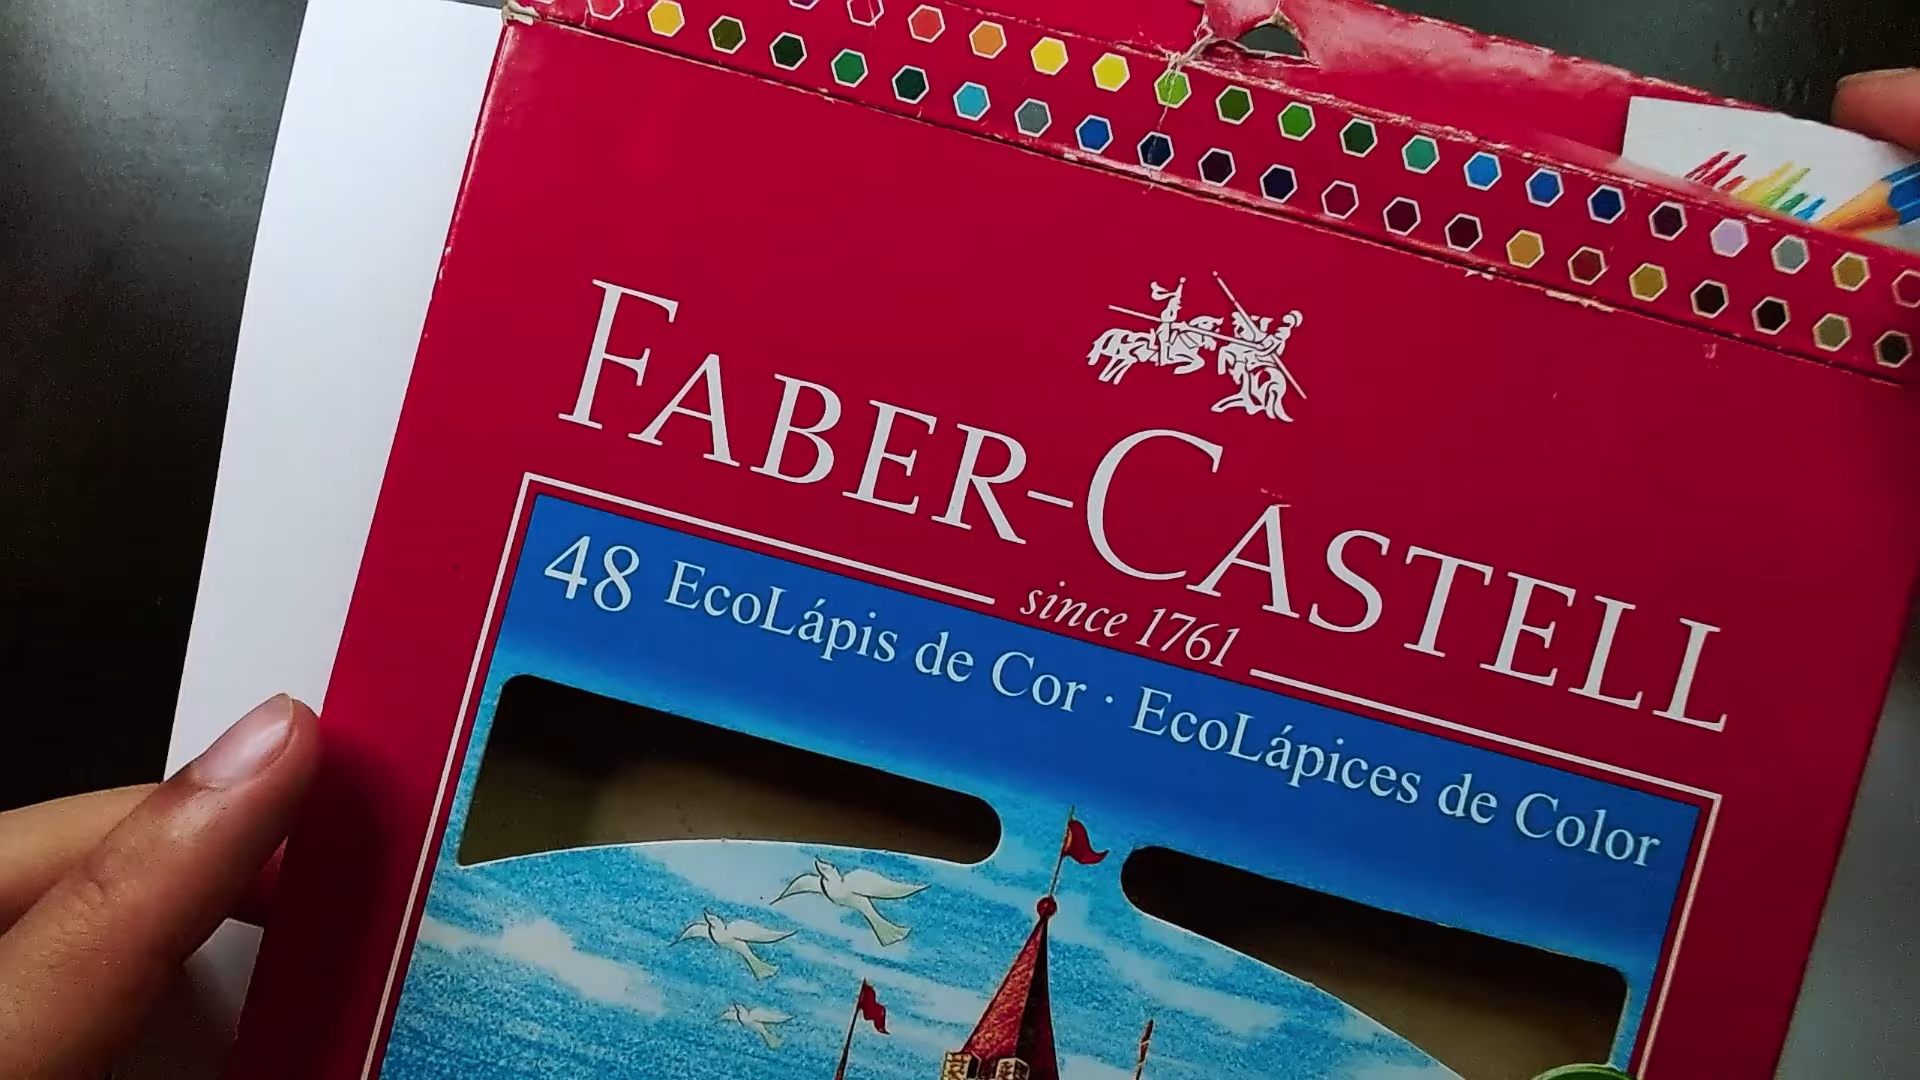 FABER-CASTELL
since 1761
48 EcoLápis de Cor · EcoLápices de Color